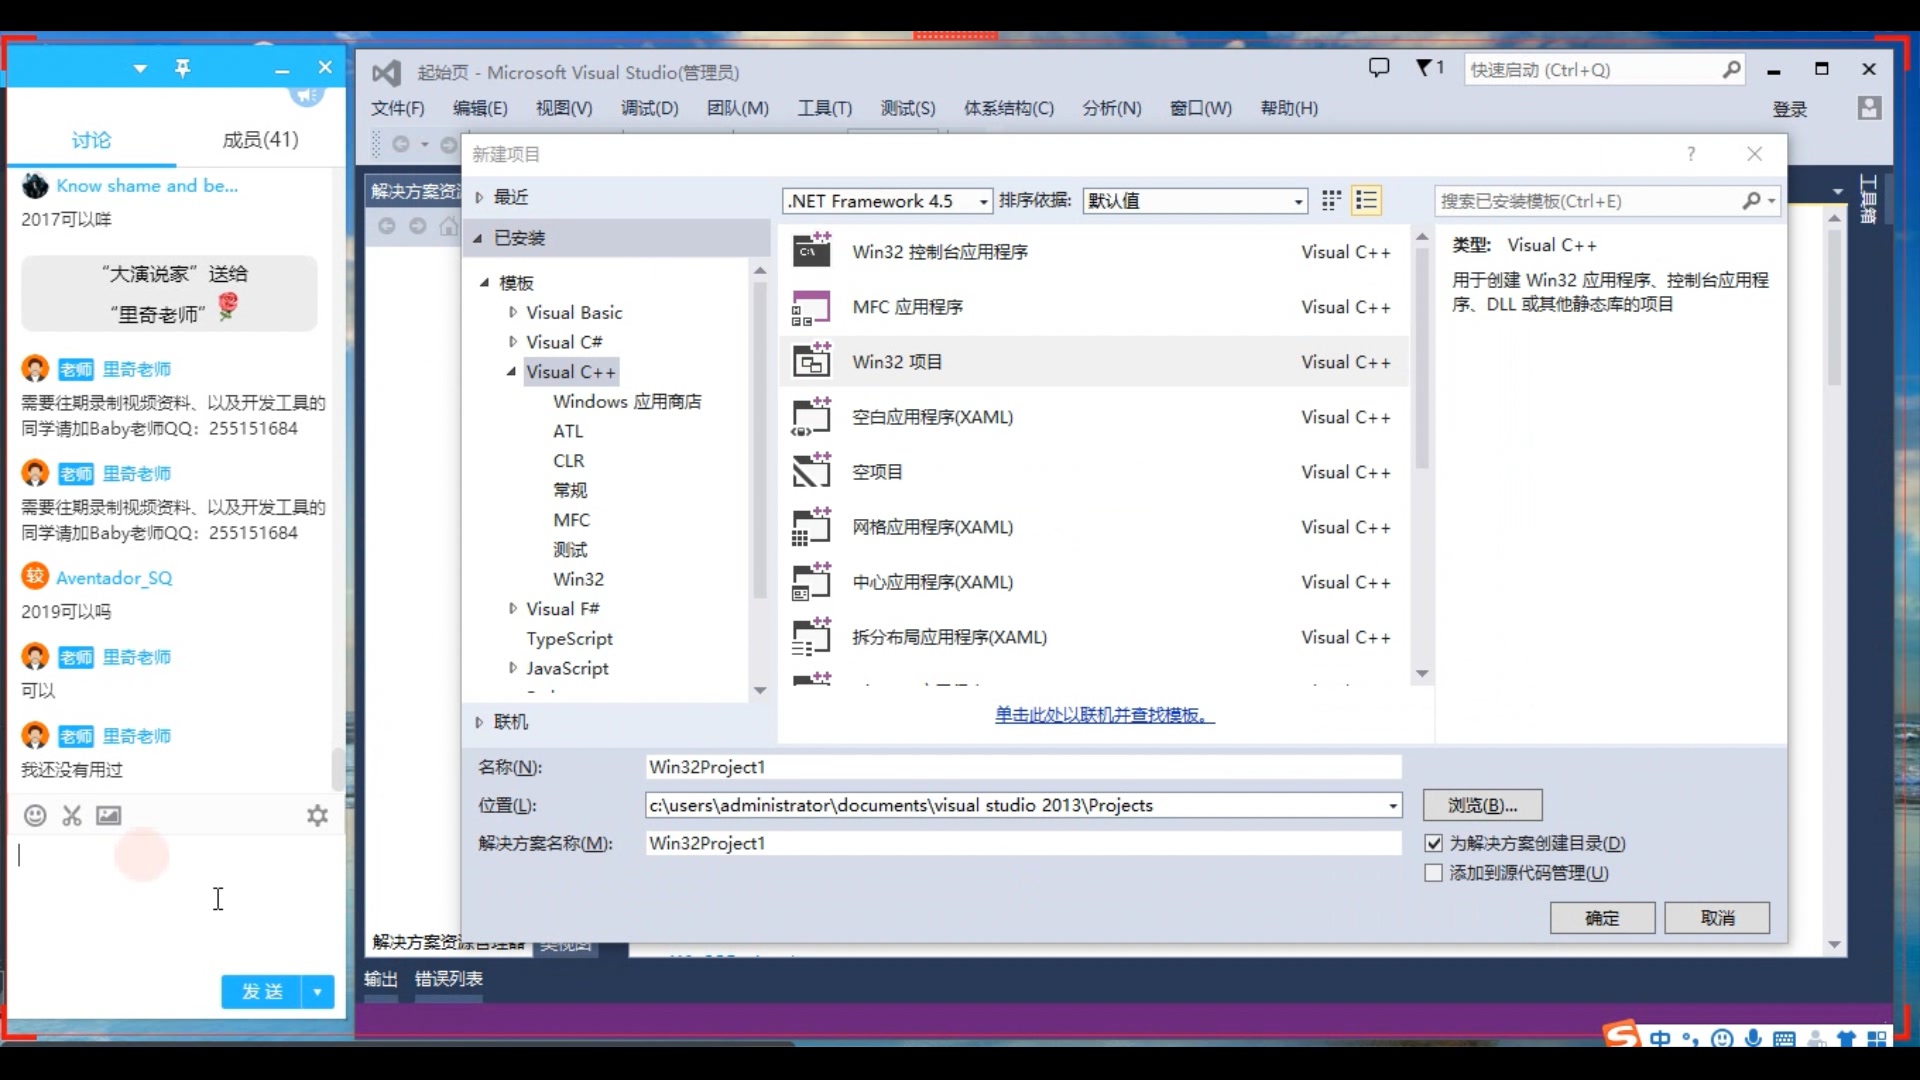 讨论
成员(41)
Know shame and be...
2017可以咩
“大演说家”送给
“里奇老师”
老师 里奇老师
需要往期录制视频资料、以及开发工具的
同学请加Baby老师QQ：255151684
老师 里奇老师
需要往期录制视频资料、以及开发工具的
同学请加Baby老师QQ：255151684
较 Aventador_SQ
2019可以吗
老师 里奇老师
可以
老师 里奇老师
我还没有用过
发 送
起始页 - Microsoft Visual Studio(管理员)
1
快速启动 (Ctrl+Q)
文件(F) 编辑(E) 视图(V) 调试(D) 团队(M) 工具(T) 测试(S) 体系结构(C) 分析(N) 窗口(W) 帮助(H)
登录
工具箱
解决方案资
新建项目
?
最近
已安装
模板
Visual Basic
Visual C#
Visual C++
Windows 应用商店
ATL
CLR
常规
MFC
测试
Win32
Visual F#
TypeScript
JavaScript
联机
.NET Framework 4.5
排序依据:
默认值
搜索已安装模板(Ctrl+E)
Win32 控制台应用程序 Visual C++
MFC 应用程序 Visual C++
Win32 项目 Visual C++
空白应用程序(XAML) Visual C++
空项目 Visual C++
网格应用程序(XAML) Visual C++
中心应用程序(XAML) Visual C++
拆分布局应用程序(XAML) Visual C++
单击此处以联机并查找模板。
类型: Visual C++
用于创建 Win32 应用程序、控制台应用程
序、DLL 或其他静态库的项目
名称(N): Win32Project1
位置(L): c:\users\administrator\documents\visual studio 2013\Projects
浏览(B)...
解决方案名称(M): Win32Project1
为解决方案创建目录(D)
添加到源代码管理(U)
确定
取消
解决方案资源管理器 类视图
输出 错误列表
中